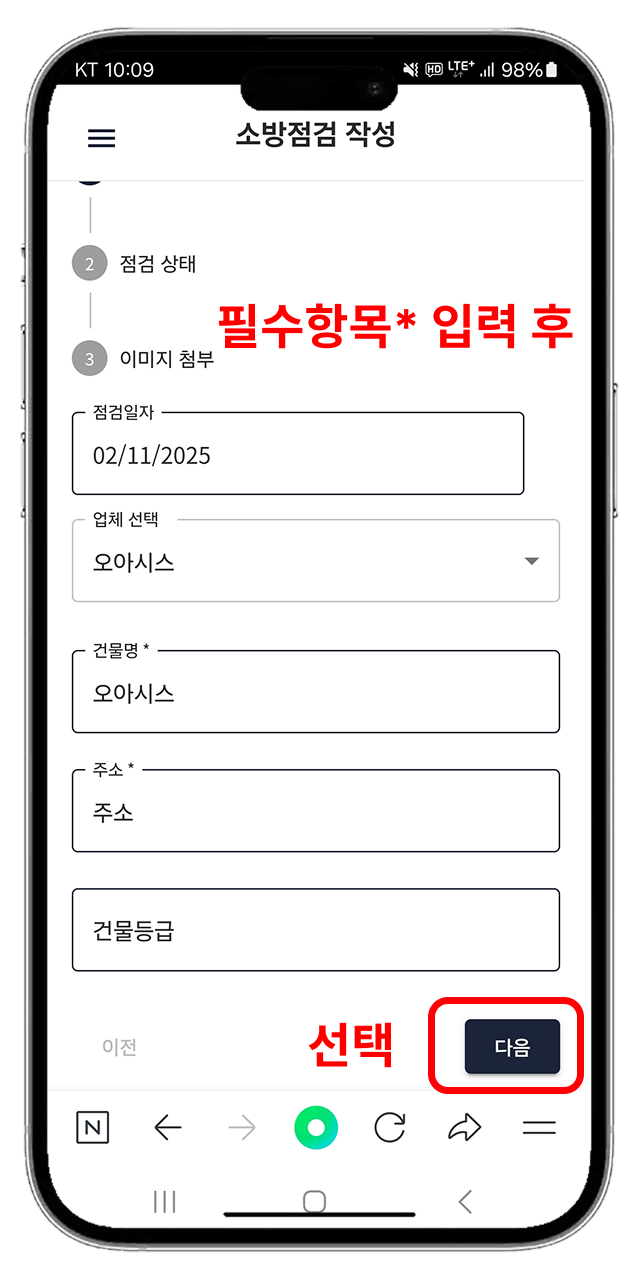 KT 10:09 HD LTE+ 98%
소방점검 작성
2 점검 상태
필수항목* 입력 후
3 이미지 첨부
점검일자
02/11/2025
업체 선택
오아시스
건물명 *
오아시스
주소 *
주소
건물등급
이전 선택 다음
N